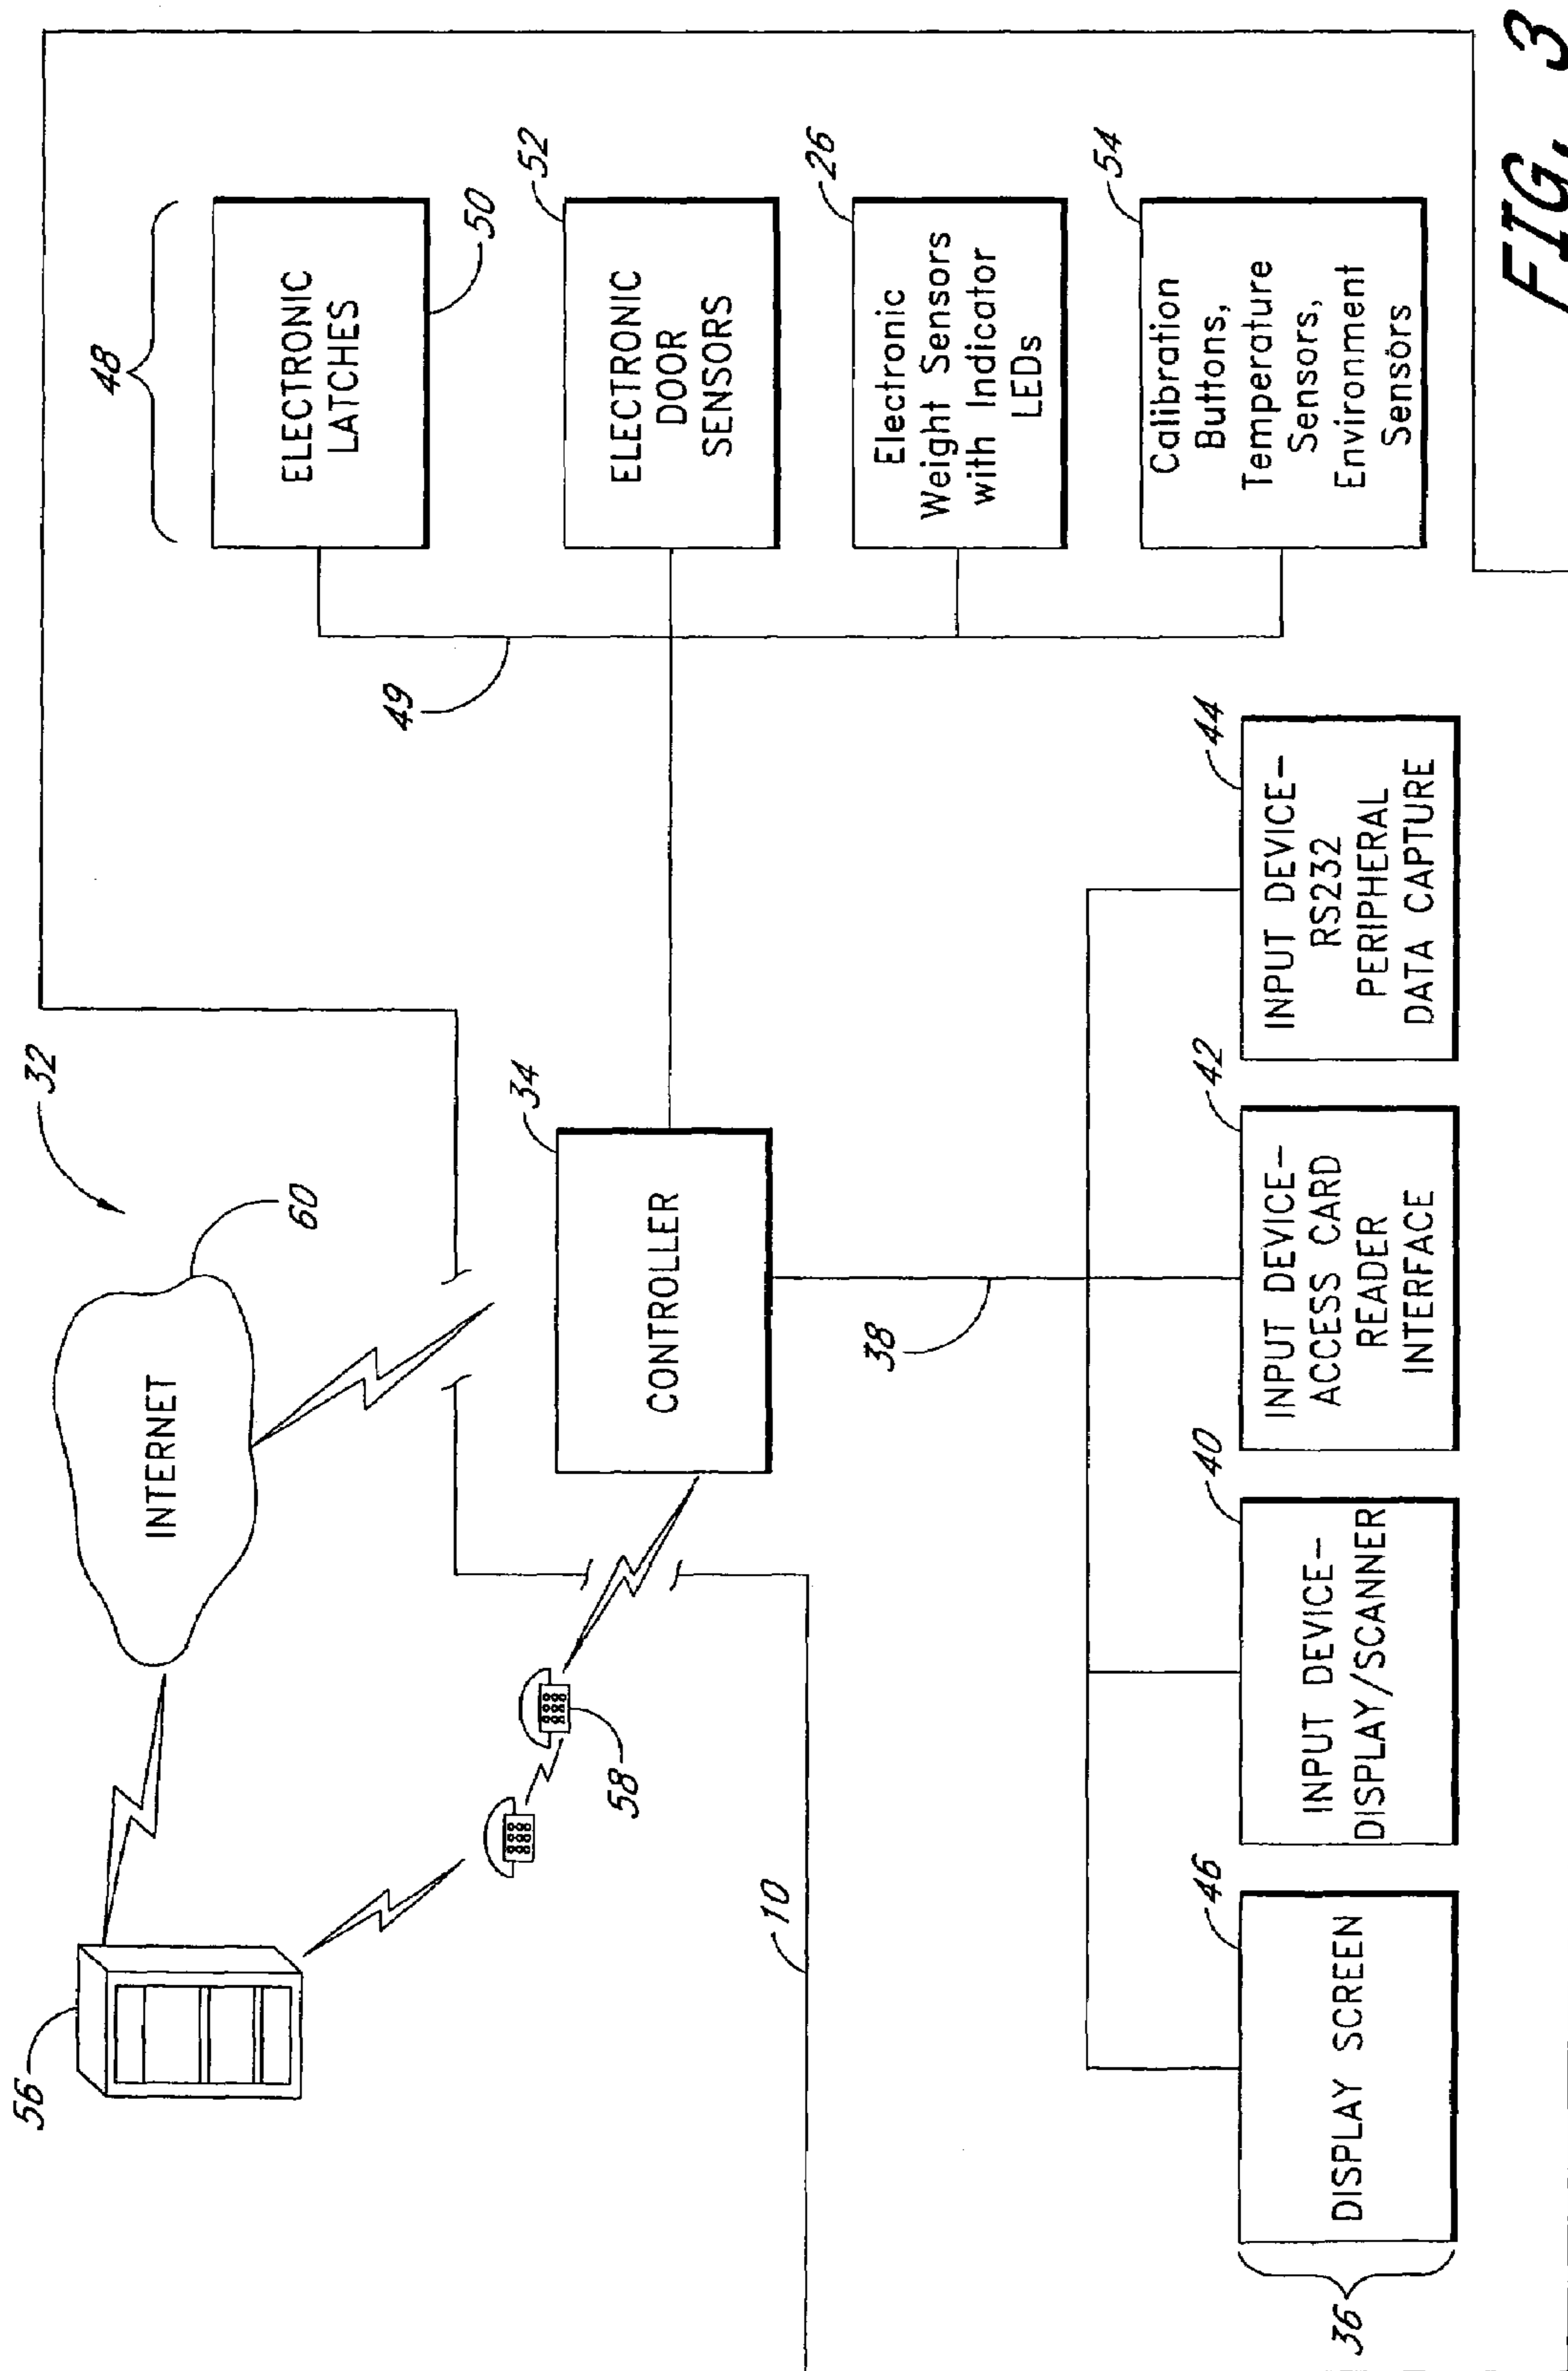 32
56
INTERNET
60
58
10
34
CONTROLLER
38
49
48
ELECTRONIC
LATCHES
50
52
ELECTRONIC
DOOR
SENSORS
26
Electronic
Weight Sensors
with Indicator
LEDs
54
Calibration
Buttons,
Temperature
Sensors,
Environment
Sensors
36
46
DISPLAY SCREEN
40
INPUT DEVICE–
DISPLAY/SCANNER
42
INPUT DEVICE–
ACCESS CARD
READER
INTERFACE
44
INPUT DEVICE–
RS232
PERIPHERAL
DATA CAPTURE
FIG. 3